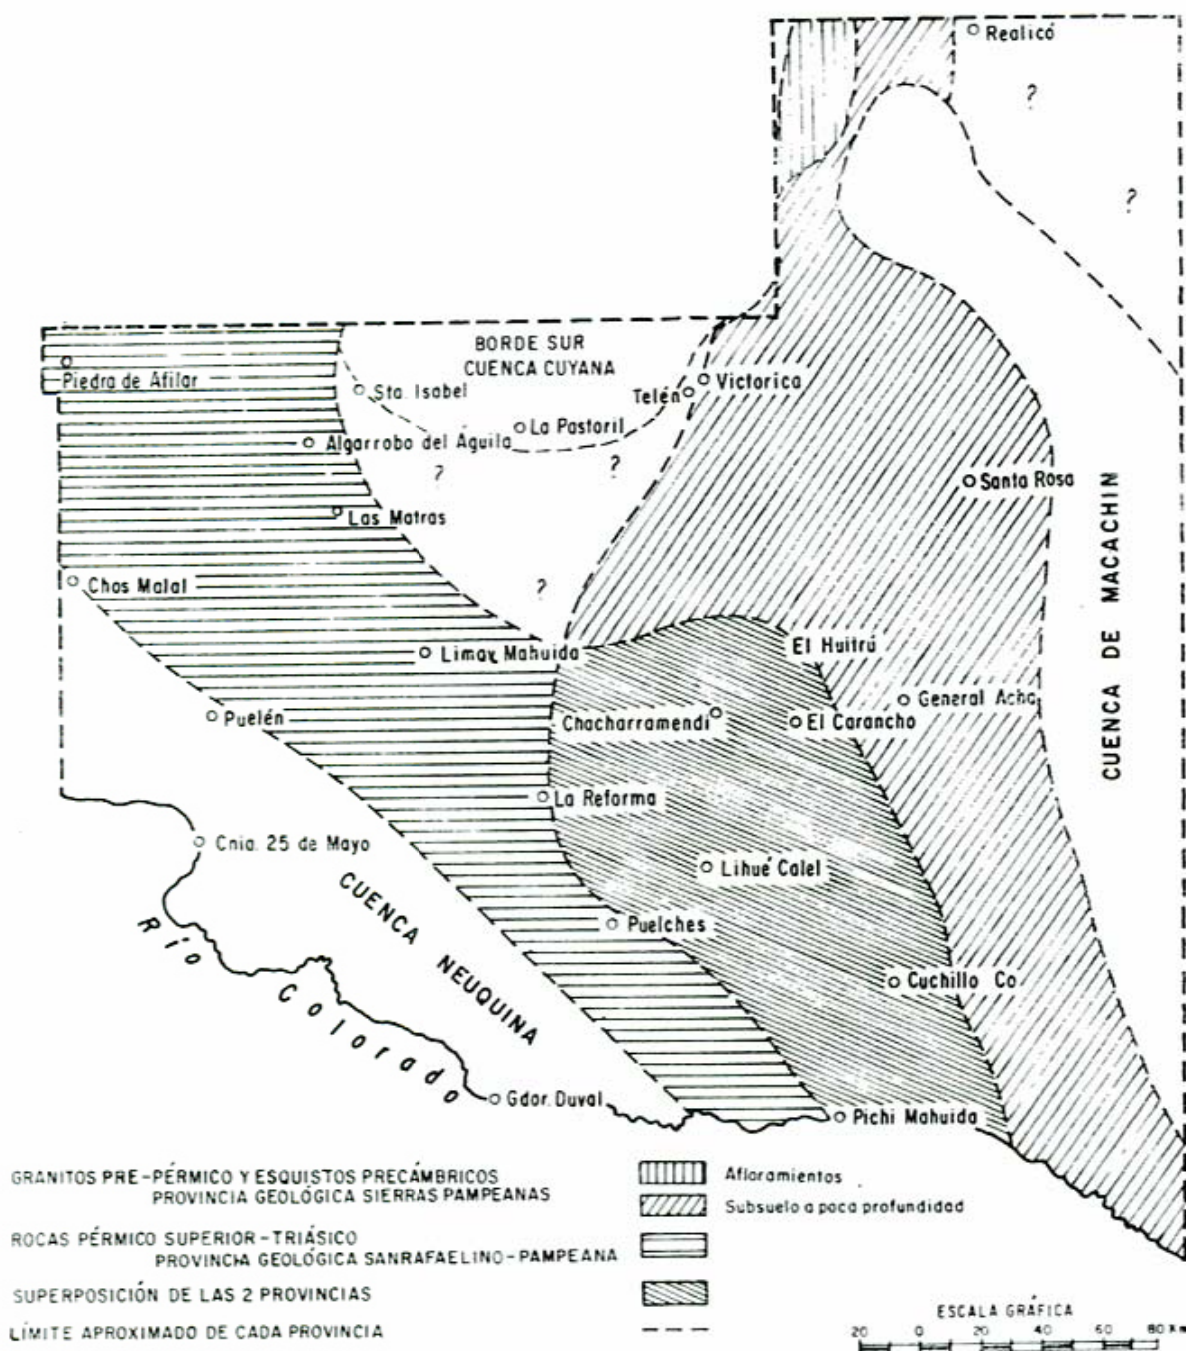 Realicó
?
?
BORDE SUR
CUENCA CUYANA
Piedra de Afilar
Sta. Isabel
Telén
Victorica
La Pastoril
Algarrobo del Águila
?
?
Santa Rosa
Las Matras
CUENCA DE MACACHIN
Chos Malal
?
Limay Mahuida
El Huitrú
General Acha
Puelén
Chacharramendi
El Carancho
La Reforma
Cnia. 25 de Mayo
Lihué Calel
CUENCA NEUQUINA
Puelches
Río Colorado
Cuchillo Co
Gdor. Duval
Pichi Mahuida
GRANITOS PRE-PÉRMICO Y ESQUISTOS PRECÁMBRICOS
PROVINCIA GEOLÓGICA SIERRAS PAMPEANAS
Afloramientos
Subsuelo a poca profundidad
ROCAS PÉRMICO SUPERIOR-TRIÁSICO
PROVINCIA GEOLÓGICA SANRAFAELINO-PAMPEANA
SUPERPOSICIÓN DE LAS 2 PROVINCIAS
LÍMITE APROXIMADO DE CADA PROVINCIA
ESCALA GRÁFICA
20 0 20 40 60 80 Km